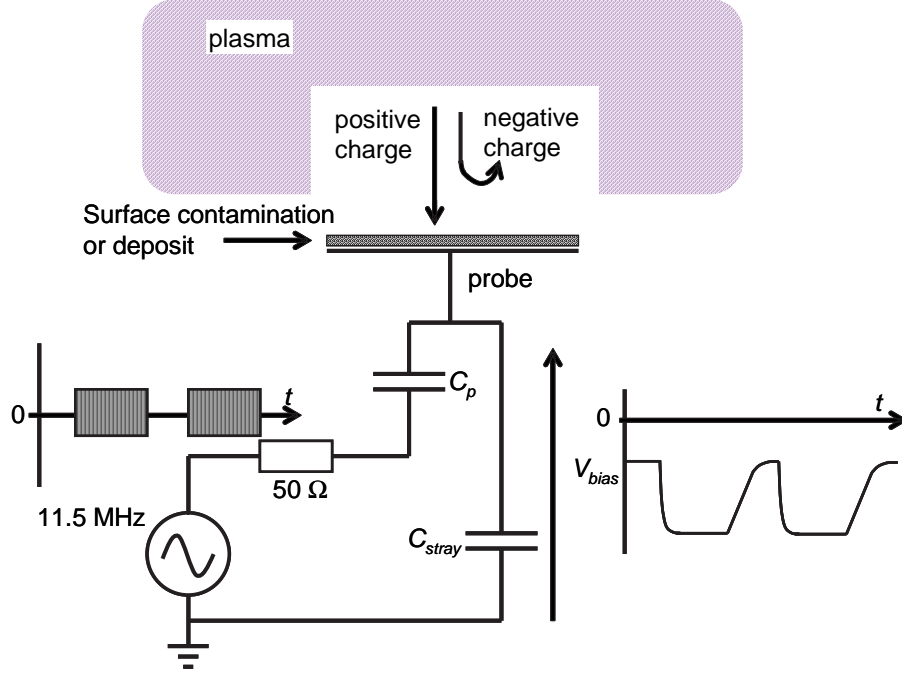 plasma
positive
charge
negative
charge
Surface contamination
or deposit
probe
C_p
0
t
50 Ω
11.5 MHz
C_stray
0
t
V_bias